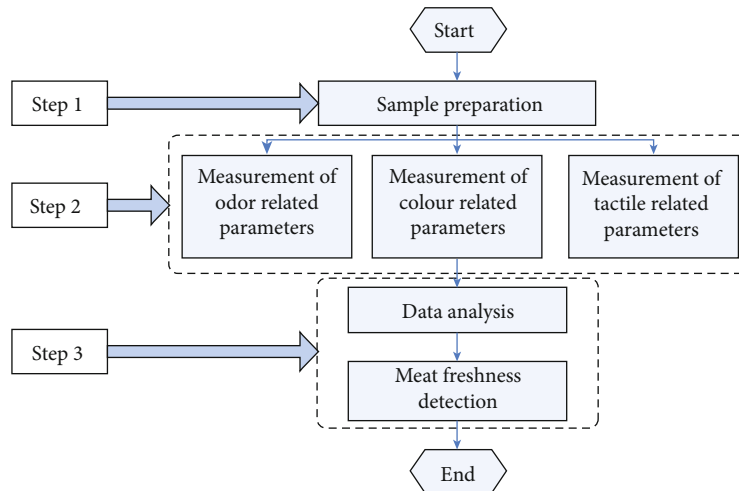 Start
Step 1
Sample preparation
Step 2
Measurement of
odor related
parameters
Measurement of
colour related
parameters
Measurement of
tactile related
parameters
Step 3
Data analysis
Meat freshness
detection
End